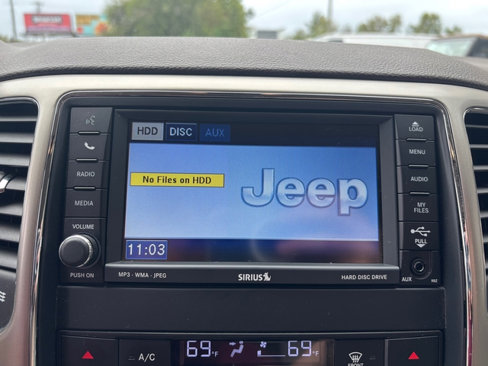 HDD DISC AUX
LOAD
MENU
RADIO
AUDIO
No Files on HDD
Jeep
MEDIA
MY
FILES
VOLUME
PULL
11:03
PUSH ON
MP3 · WMA · JPEG
SIRIUS
HARD DISC DRIVE
AUX
A/C
69°F
69°F
FRONT